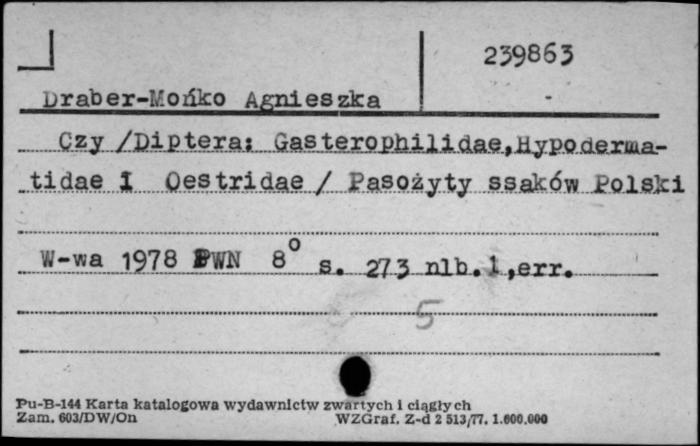 239863
Draber-Mońko Agnieszka
Czy /Diptera: Gasterophilidae,Hypoderma-
tidae I Oestridae / Pasożyty ssaków Polski
W-wa 1978 PWN 8° s. 273 nlb.1,err.
5
Pu-B-144 Karta katalogowa wydawnictw zwartych i ciągłych
Zam. 603/DW/On WZGraf. Z-d 2 513/77. 1.600.000